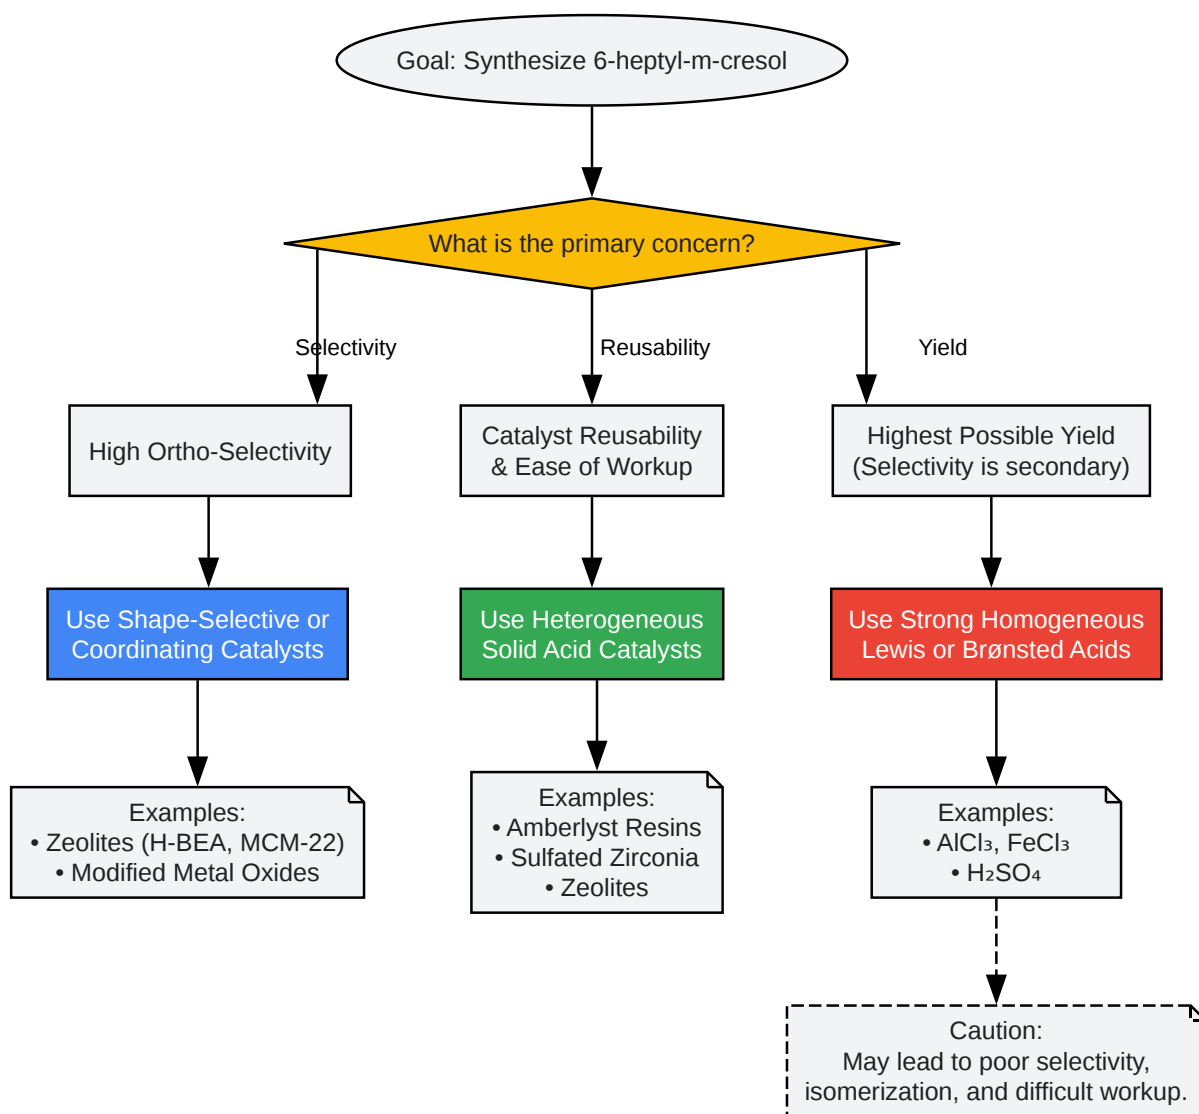 Goal: Synthesize 6-heptyl-m-cresol
What is the primary concern?
Selectivity
Reusability
Yield
High Ortho-Selectivity
Catalyst Reusability
& Ease of Workup
Highest Possible Yield
(Selectivity is secondary)
Use Shape-Selective or
Coordinating Catalysts
Use Heterogeneous
Solid Acid Catalysts
Use Strong Homogeneous
Lewis or Brønsted Acids
Examples:
• Zeolites (H-BEA, MCM-22)
• Modified Metal Oxides
Examples:
• Amberlyst Resins
• Sulfated Zirconia
• Zeolites
Examples:
• AlCl₃, FeCl₃
• H₂SO₄
Caution:
May lead to poor selectivity,
isomerization, and difficult workup.